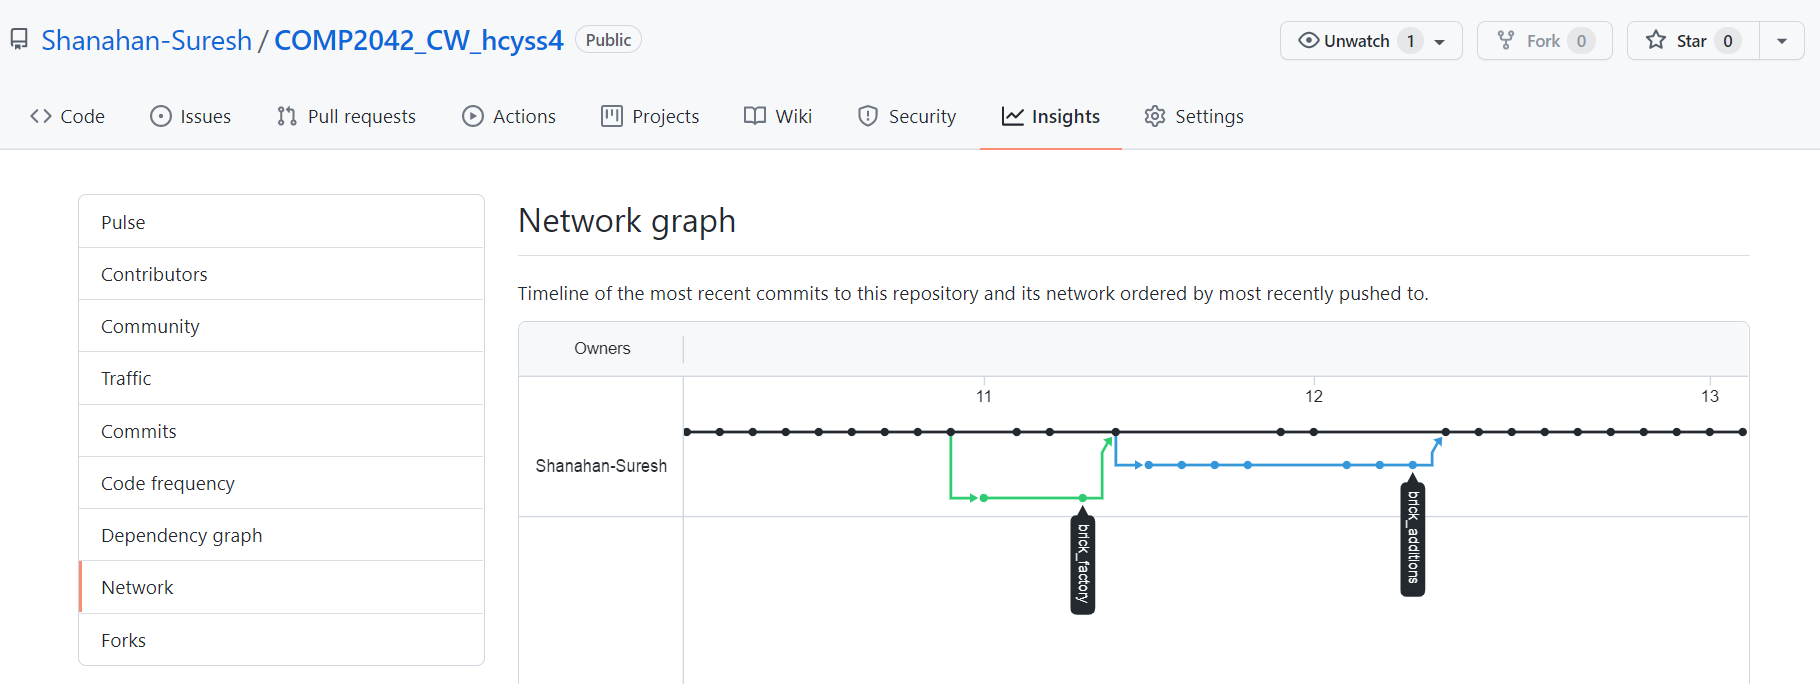 Shanahan-Suresh / COMP2042_CW_hcyss4 Public
Unwatch 1 Fork 0 Star 0
Code Issues Pull requests Actions Projects Wiki Security Insights Settings
Pulse
Contributors
Community
Traffic
Commits
Code frequency
Dependency graph
Network
Forks
Network graph
Timeline of the most recent commits to this repository and its network ordered by most recently pushed to.
Owners
11 12 13
Shanahan-Suresh
brick_factory
brick_additions